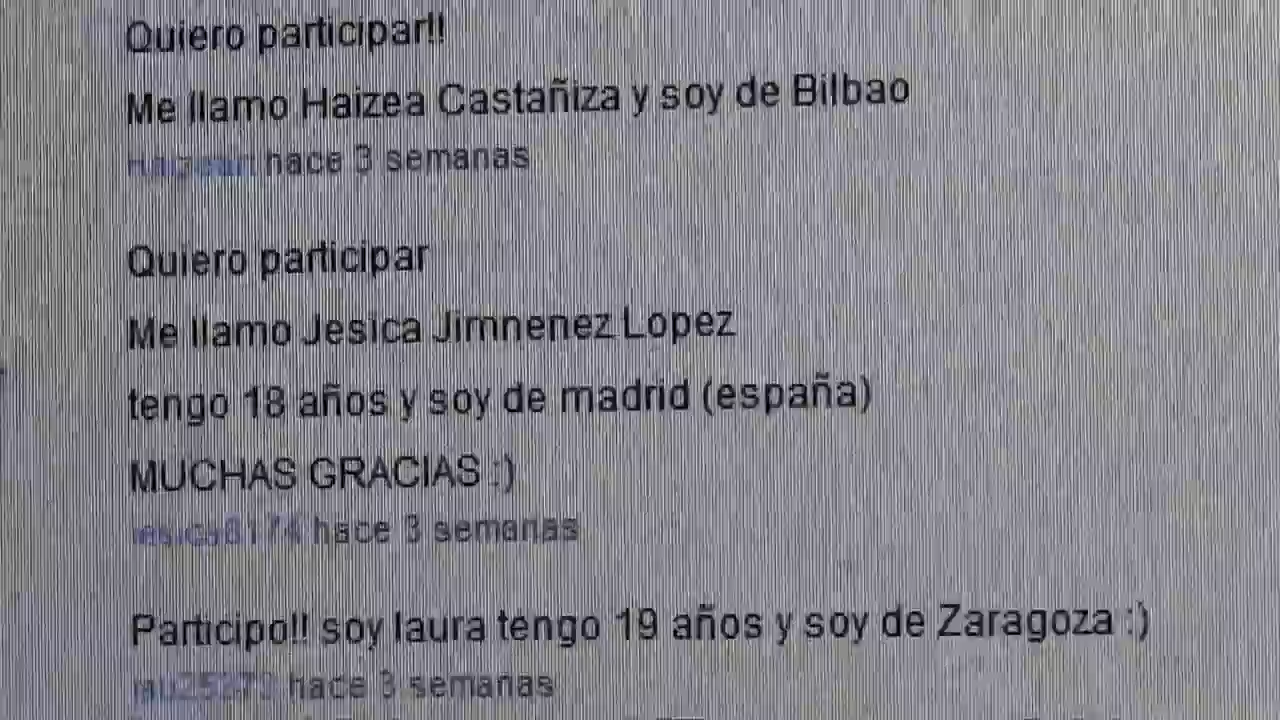 Quiero participar!!
Me llamo Haizea Castañiza y soy de Bilbao
hace 3 semanas
Quiero participar
Me llamo Jesica Jimnenez Lopez
tengo 18 años y soy de madrid (españa)
MUCHAS GRACIAS :)
jesica8174 hace 3 semanas
Participo!! soy laura tengo 19 años y soy de Zaragoza :)
hace 3 semanas